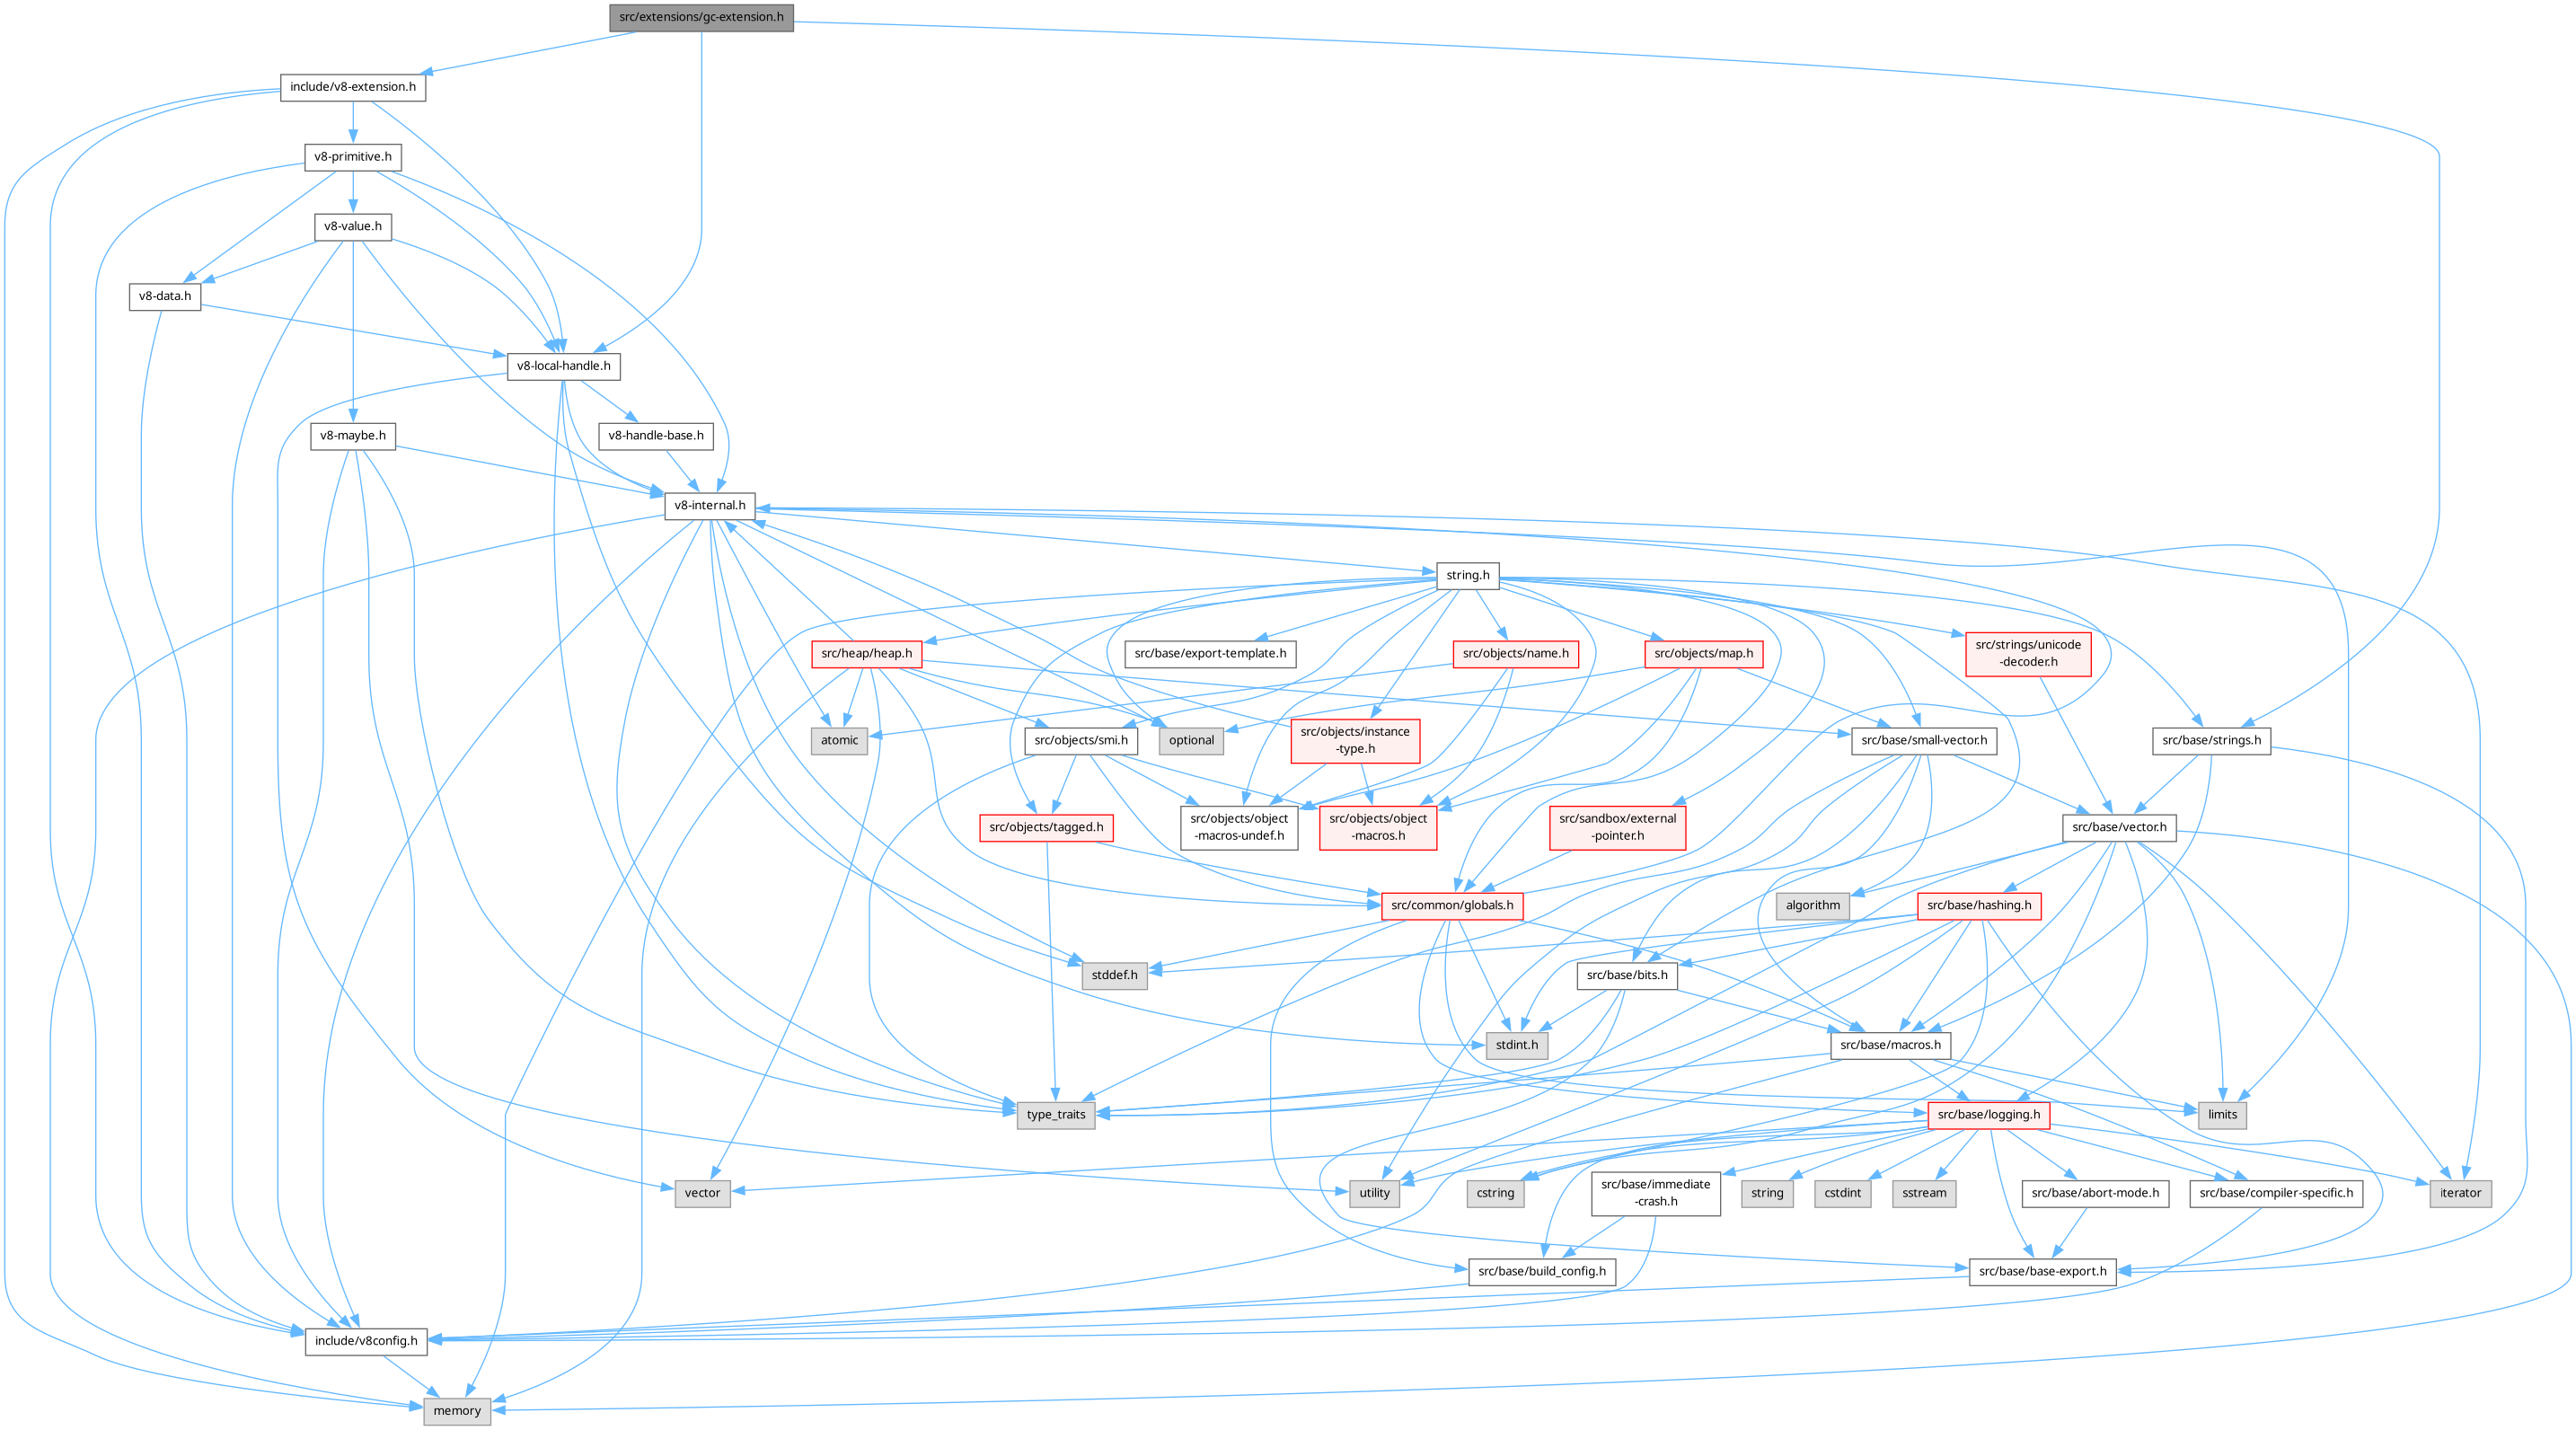 src/extensions/gc-extension.h
include/v8-extension.h
v8-primitive.h
v8-value.h
v8-data.h
v8-local-handle.h
v8-maybe.h
v8-handle-base.h
v8-internal.h
string.h
src/heap/heap.h
src/base/export-template.h
src/objects/name.h
src/objects/map.h
src/strings/unicode
-decoder.h
atomic
src/objects/smi.h
optional
src/objects/instance
-type.h
src/base/small-vector.h
src/base/strings.h
src/objects/tagged.h
src/objects/object
-macros-undef.h
src/objects/object
-macros.h
src/sandbox/external
-pointer.h
src/base/vector.h
src/common/globals.h
algorithm
src/base/hashing.h
stddef.h
src/base/bits.h
stdint.h
src/base/macros.h
type_traits
src/base/logging.h
limits
vector
utility
cstring
src/base/immediate
-crash.h
string
cstdint
sstream
src/base/abort-mode.h
src/base/compiler-specific.h
iterator
src/base/build_config.h
src/base/base-export.h
include/v8config.h
memory